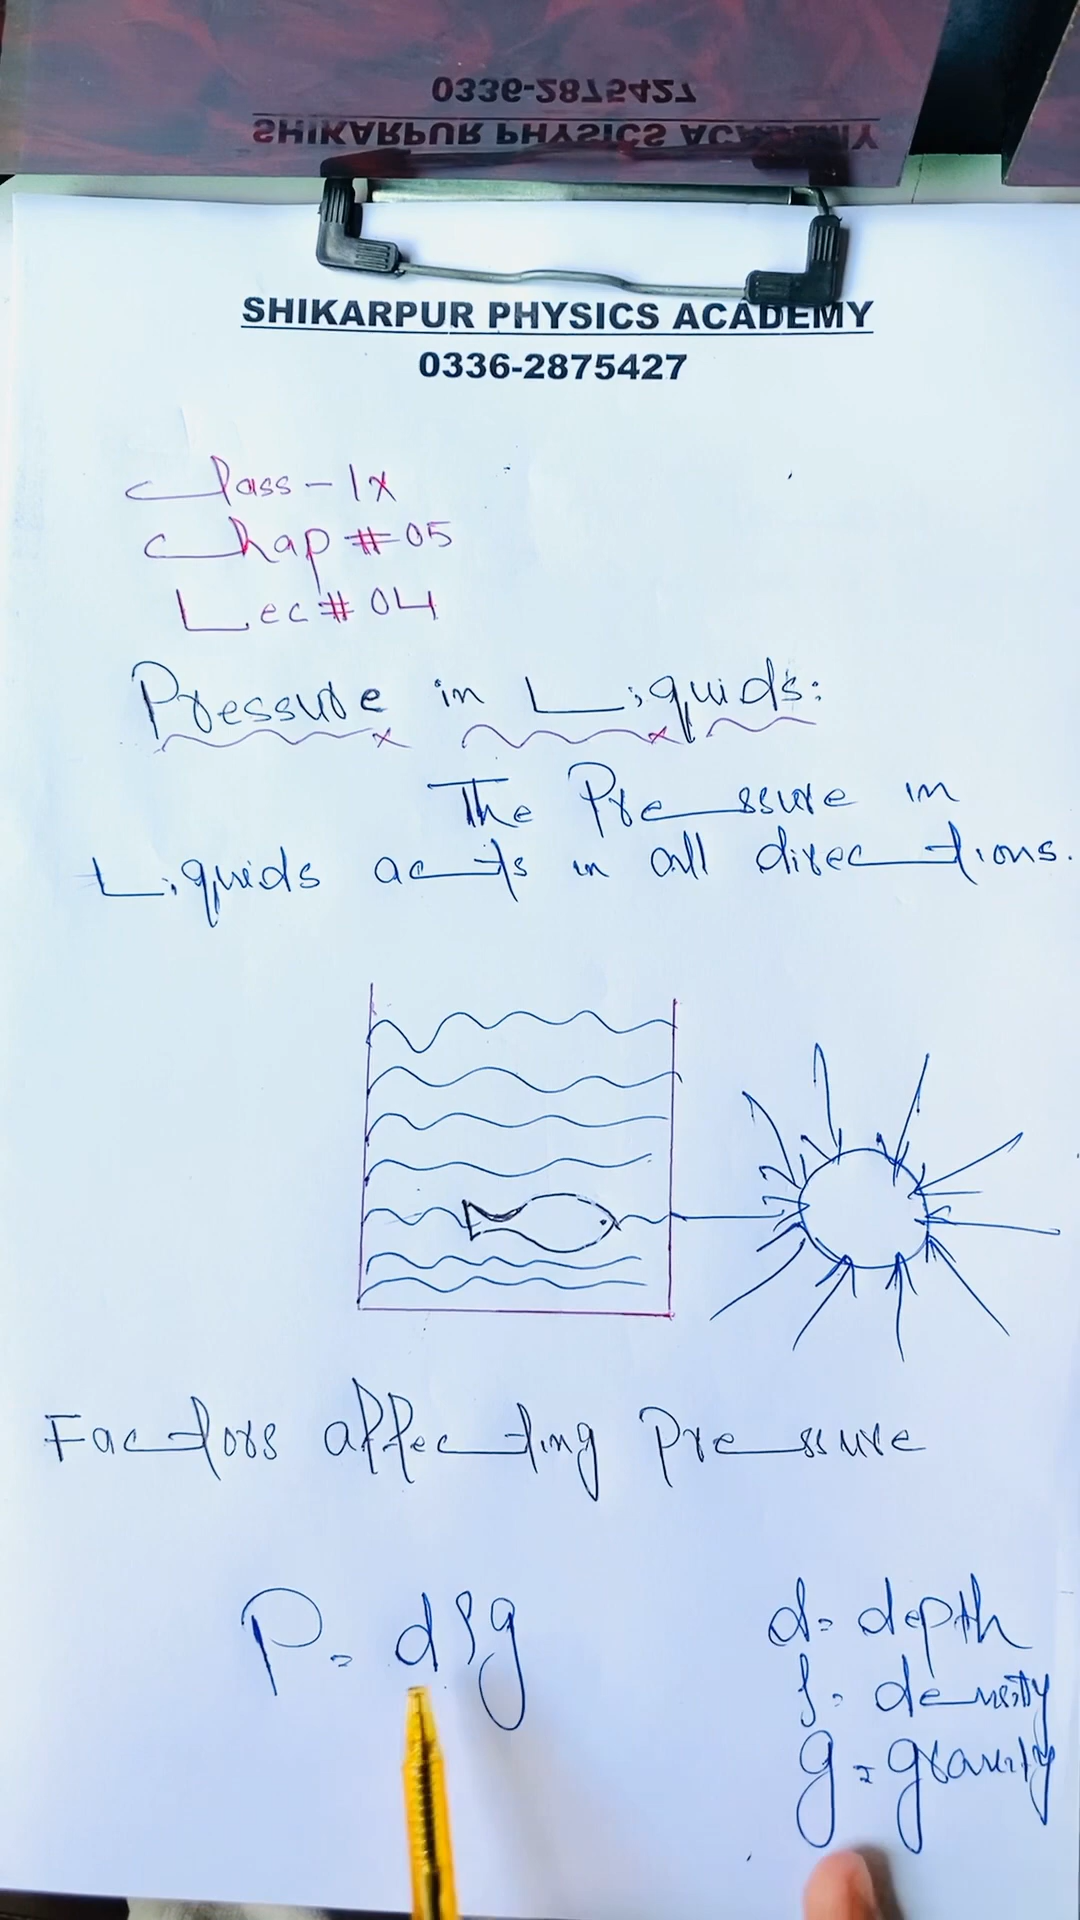 0336-2875427
SHIKARPUR PHYSICS ACADEMY
SHIKARPUR PHYSICS ACADEMY
0336-2875427
Class-IX
Chap #05
Lec# 04
Pressure in Liquids:
The Pressure in
Liquids acts in all directions.
Factors affecting Pressure
P = dρg
d = depth
ρ = density
g = gravity